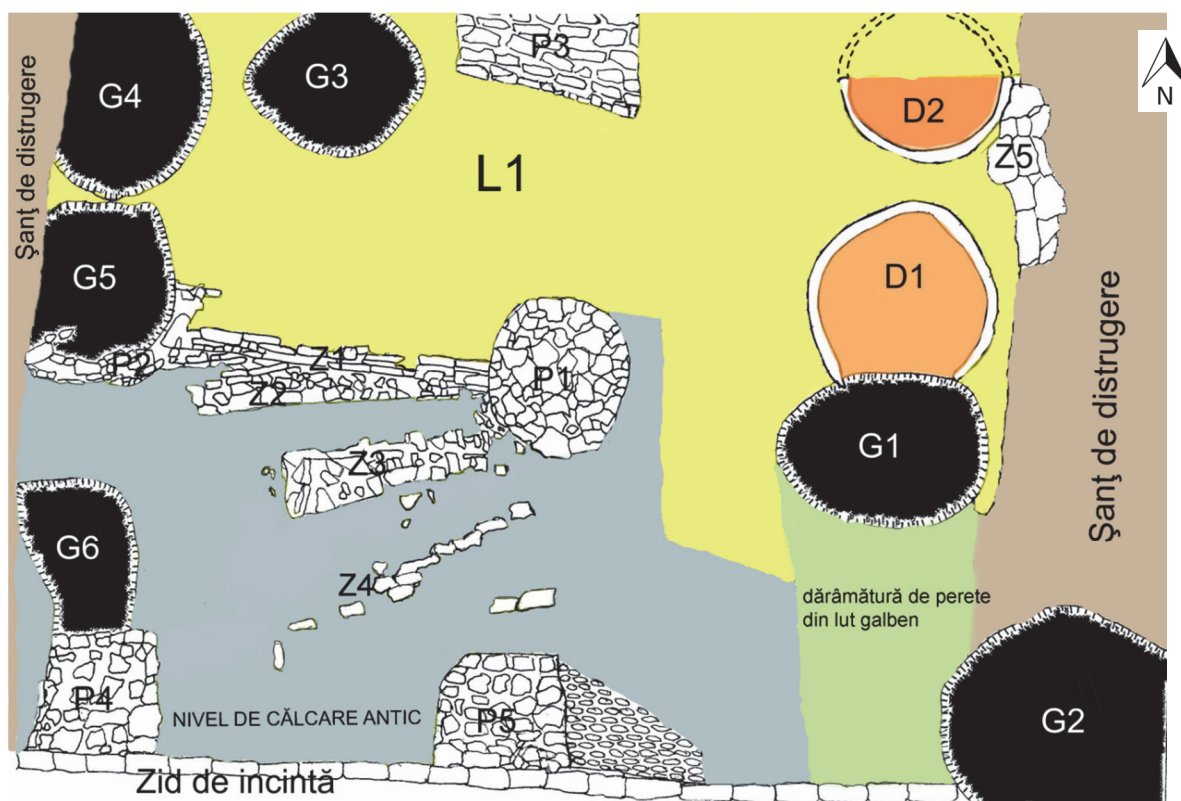 G4
G3
P3
D2
N
Z5
L1
Şanţ de distrugere
G5
D1
Şanţ de distrugere
P2
Z1
Z2
P1
G1
Z3
G6
Z4
dărâmătură de perete
din lut galben
P4
NIVEL DE CĂLCARE ANTIC
P5
G2
Zid de incintă